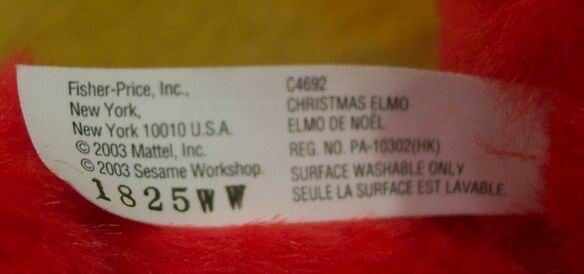 Fisher-Price, Inc.,
New York,
New York 10010 U.S.A.
© 2003 Mattel, Inc.
© 2003 Sesame Workshop.
1825WW
C4692
CHRISTMAS ELMO
ELMO DE NOËL
REG. NO. PA-10302(HK)
SURFACE WASHABLE ONLY
SEULE LA SURFACE EST LAVABLE.